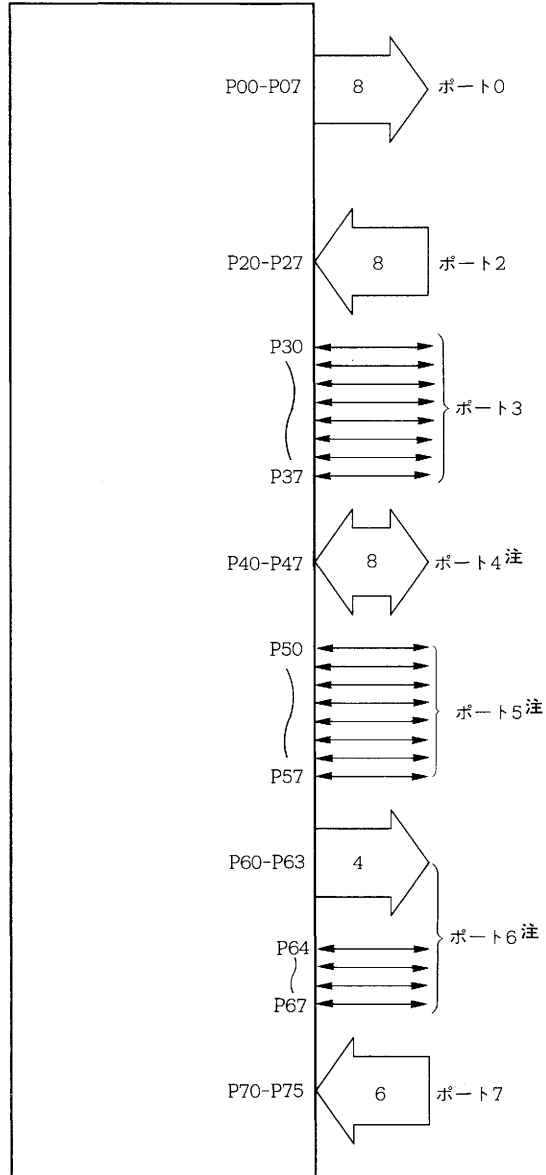 P00-P07 8 ポート0
P20-P27 8 ポート2
P30
ポート3
P37
P40-P47 8 ポート4注
P50
ポート5注
P57
P60-P63 4
ポート6注
P64
P67
P70-P75 6 ポート7